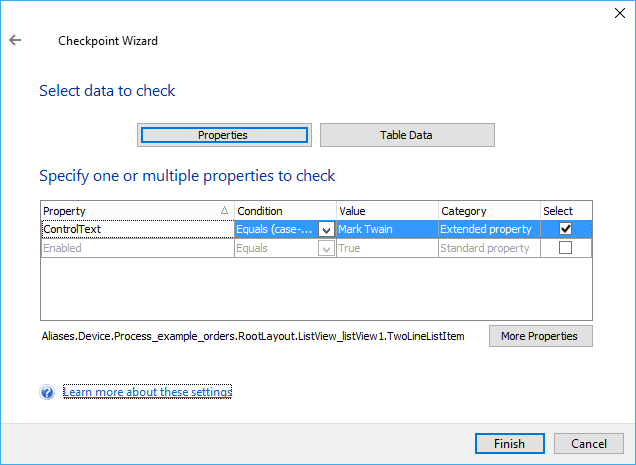 Checkpoint Wizard
Select data to check
Properties Table Data
Specify one or multiple properties to check
Property Condition Value Category Select
ControlText Equals (case-... Mark Twain Extended property
Enabled Equals True Standard property
Aliases.Device.Process_example_orders.RootLayout.ListView_listView1.TwoLineListItem More Properties
Learn more about these settings
Finish Cancel